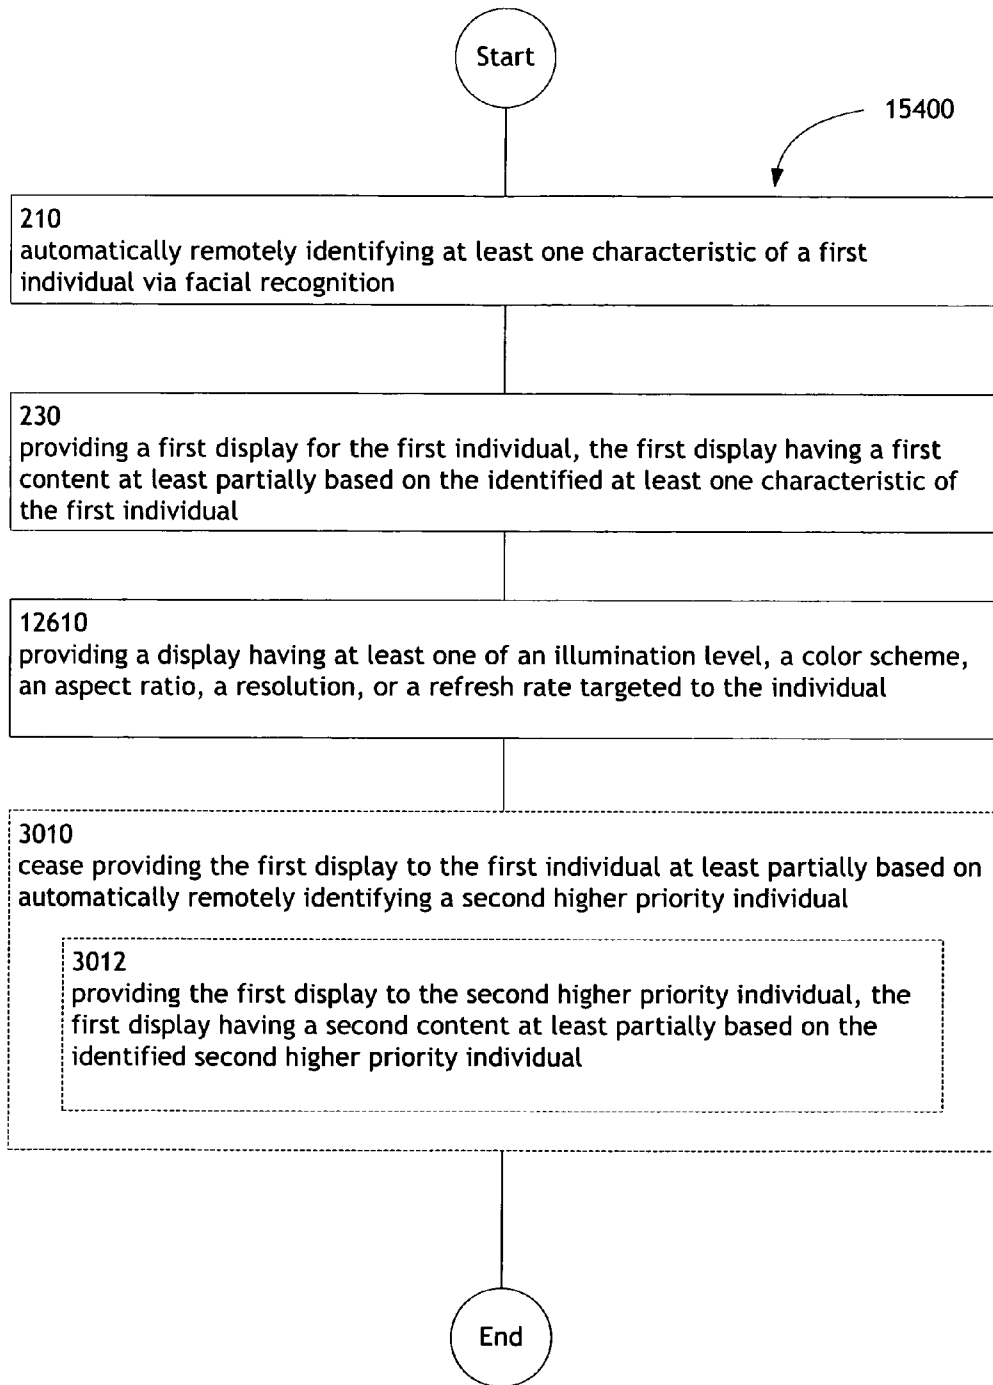 Start
15400
210
automatically remotely identifying at least one characteristic of a first
individual via facial recognition
230
providing a first display for the first individual, the first display having a first
content at least partially based on the identified at least one characteristic of
the first individual
12610
providing a display having at least one of an illumination level, a color scheme,
an aspect ratio, a resolution, or a refresh rate targeted to the individual
3010
cease providing the first display to the first individual at least partially based on
automatically remotely identifying a second higher priority individual
3012
providing the first display to the second higher priority individual, the
first display having a second content at least partially based on the
identified second higher priority individual
End